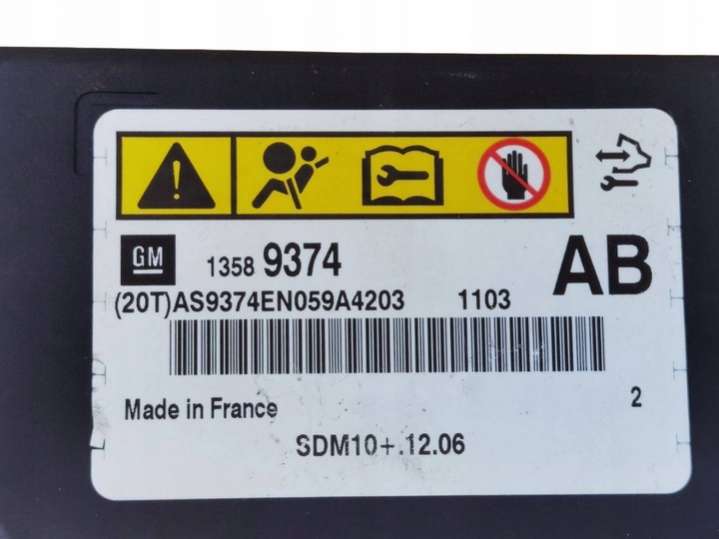 GM 1358 9374 AB
(20T)AS9374EN059A4203 1103
Made in France 2
SDM10+.12.06